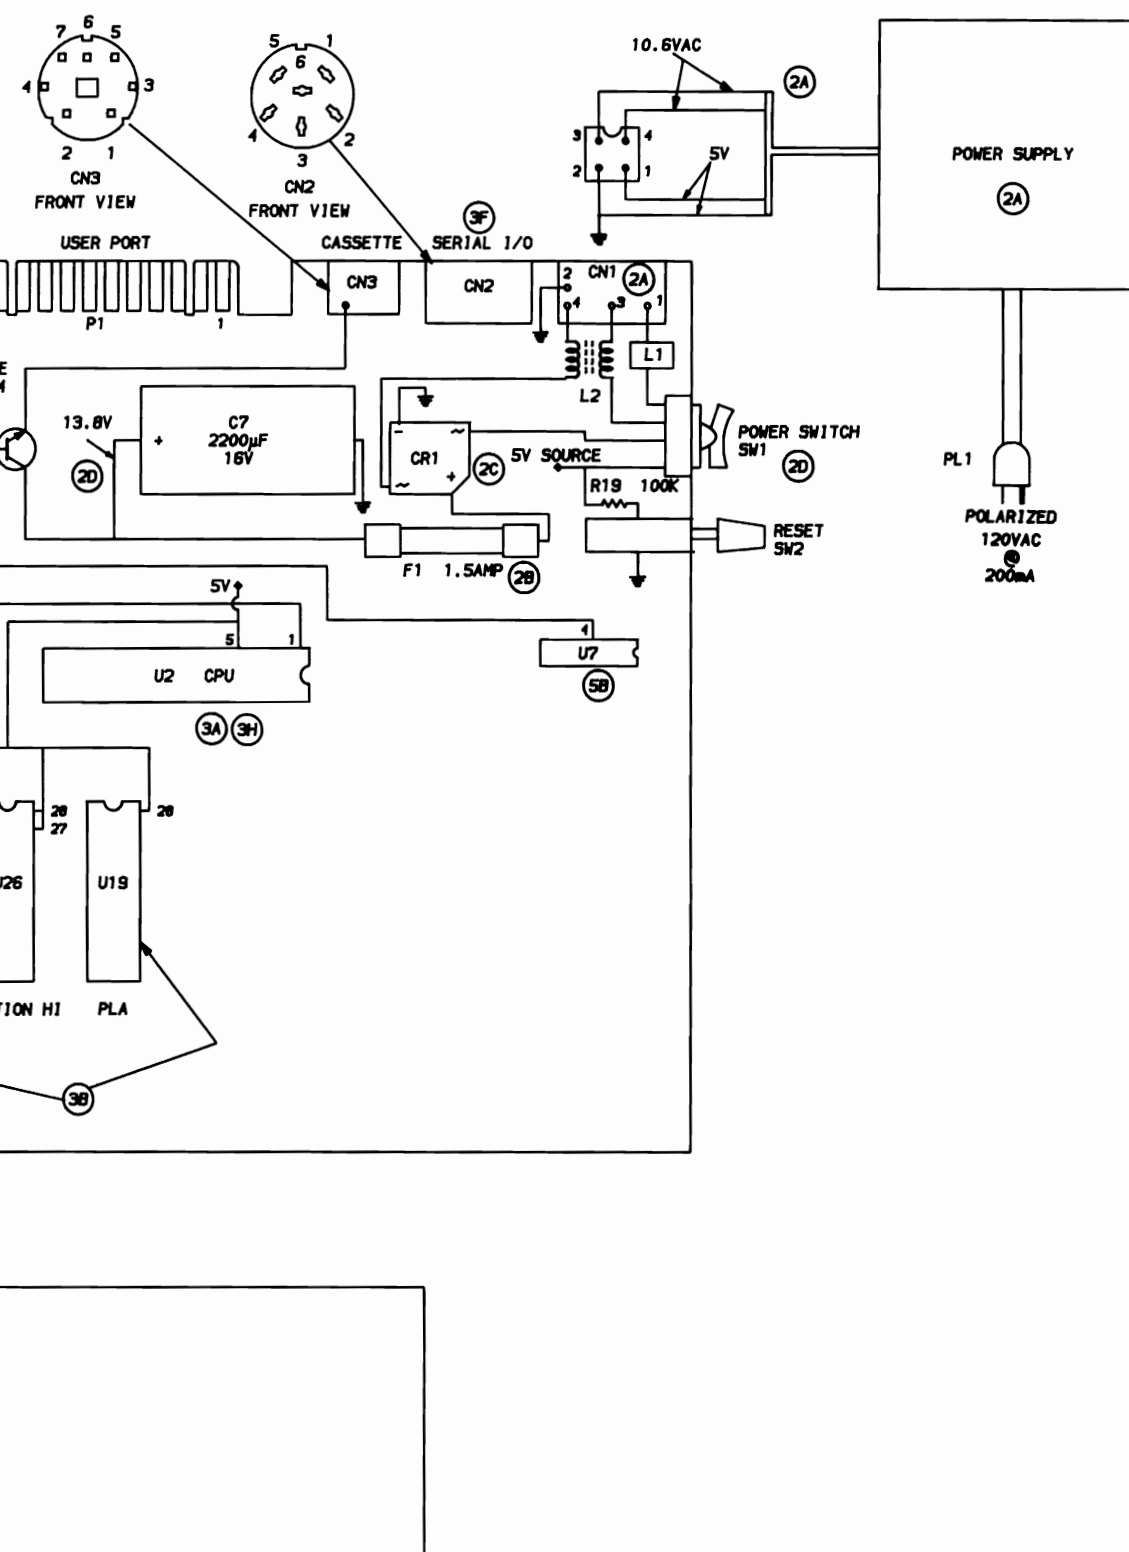 7 6 5
4 3
2 1
CN3
FRONT VIEW
5 1
6
4 2
3
CN2
FRONT VIEW
10.6VAC
2A
3 4
2 1
5V
POWER SUPPLY
2A
3F
USER PORT
CASSETTE
SERIAL I/O
P1 1
CN3
CN2
CN1
2A
2
4 3 1
L1
L2
13.8V
2D
+
C7
2200µF
16V
- ~
CR1
~ +
2C
5V SOURCE
R19 100K
POWER SWITCH
SW1
2D
RESET
SW2
F1 1.5AMP
2B
PL1
POLARIZED
120VAC
@
200mA
5V
5 1
U2 CPU
3A 3H
4
U7
5B
28
27
28
U26
U19
TION HI
PLA
3B